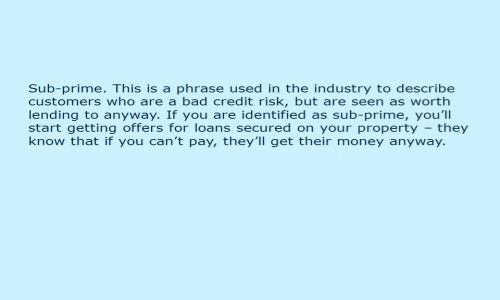 Sub-prime. This is a phrase used in the industry to describe
customers who are a bad credit risk, but are seen as worth
lending to anyway. If you are identified as sub-prime, you’ll
start getting offers for loans secured on your property – they
know that if you can’t pay, they’ll get their money anyway.